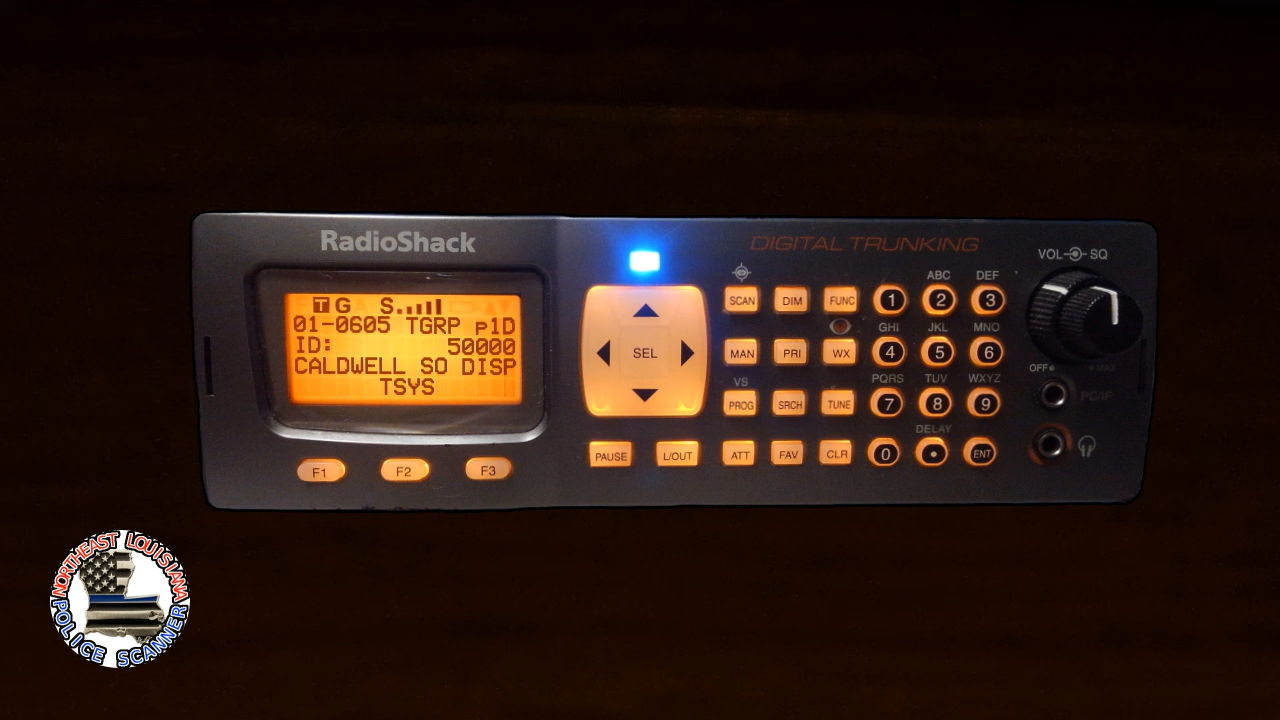 RadioShack
DIGITAL TRUNKING
VOL SQ
T G S
01-0605 TGRP p1D
ID: 50000
CALDWELL SO DISP
TSYS
SEL
ABC DEF
SCAN DIM FUNC 1 2 3
GHI JKL MNO
MAN PRI WX 4 5 6
OFF MAX
VS PQRS TUV WXYZ
PROG SRCH TUNE 7 8 9
PC/IF
DELAY
PAUSE L/OUT ATT FAV CLR 0 • ENT
F1 F2 F3
NORTHEAST LOUISIANA
POLICE SCANNER